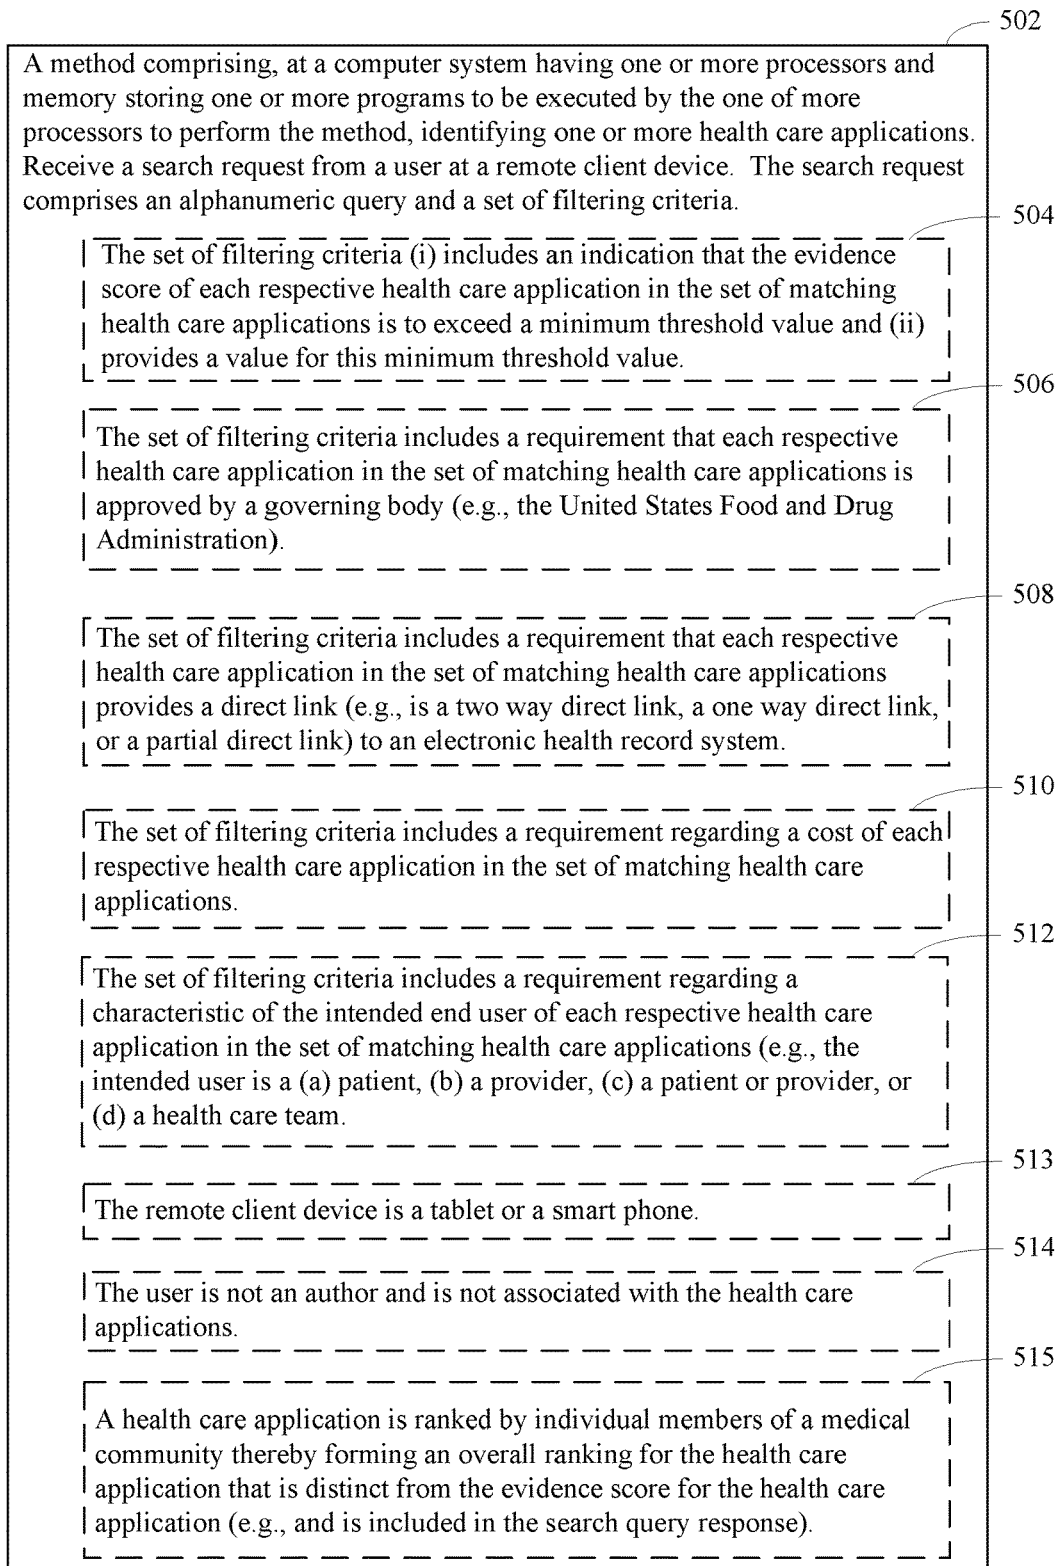 502
A method comprising, at a computer system having one or more processors and
memory storing one or more programs to be executed by the one of more
processors to perform the method, identifying one or more health care applications.
Receive a search request from a user at a remote client device.  The search request
comprises an alphanumeric query and a set of filtering criteria.
504
The set of filtering criteria (i) includes an indication that the evidence
score of each respective health care application in the set of matching
health care applications is to exceed a minimum threshold value and (ii)
provides a value for this minimum threshold value.
506
The set of filtering criteria includes a requirement that each respective
health care application in the set of matching health care applications is
approved by a governing body (e.g., the United States Food and Drug
Administration).
508
The set of filtering criteria includes a requirement that each respective
health care application in the set of matching health care applications
provides a direct link (e.g., is a two way direct link, a one way direct link,
or a partial direct link) to an electronic health record system.
510
The set of filtering criteria includes a requirement regarding a cost of each
respective health care application in the set of matching health care
applications.
512
The set of filtering criteria includes a requirement regarding a
characteristic of the intended end user of each respective health care
application in the set of matching health care applications (e.g., the
intended user is a (a) patient, (b) a provider, (c) a patient or provider, or
(d) a health care team.
513
The remote client device is a tablet or a smart phone.
514
The user is not an author and is not associated with the health care
applications.
515
A health care application is ranked by individual members of a medical
community thereby forming an overall ranking for the health care
application that is distinct from the evidence score for the health care
application (e.g., and is included in the search query response).